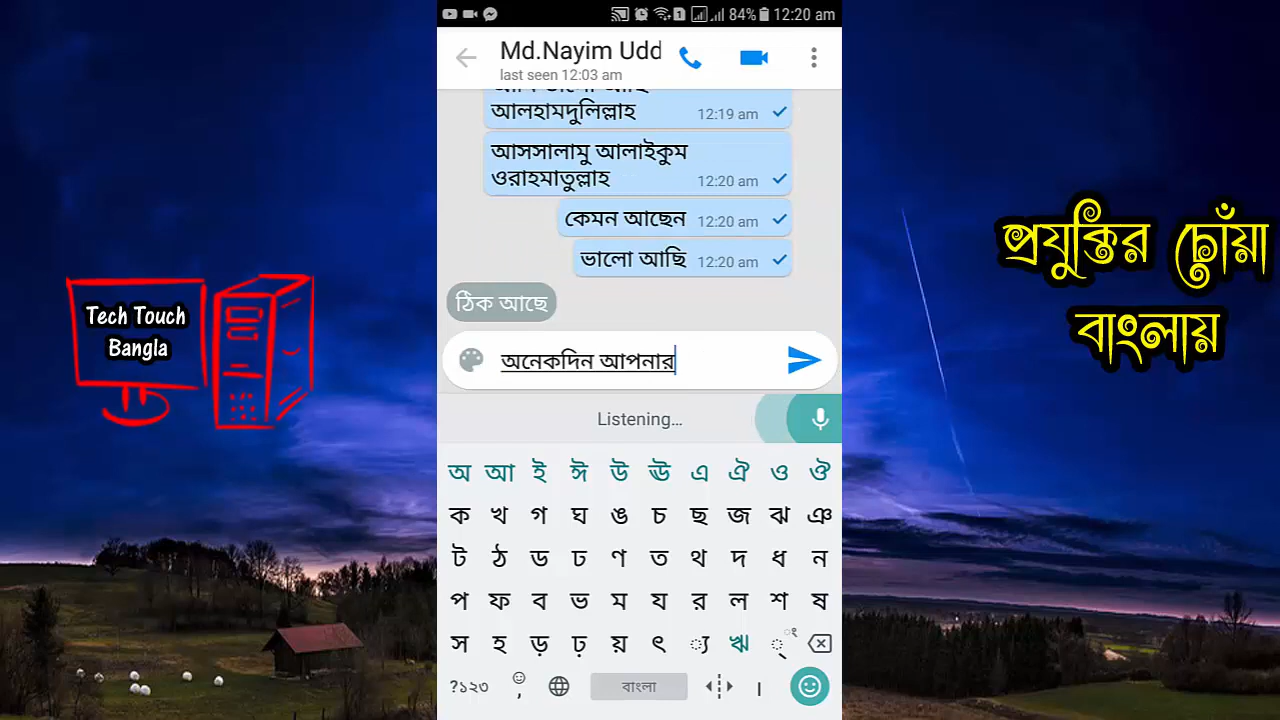 84% 12:20 am
Md.Nayim Udd
last seen 12:03 am
আলহামদুলিল্লাহ 12:19 am
আসসালামু আলাইকুম
ওরাহমাতুল্লাহ 12:20 am
কেমন আছেন 12:20 am
ভালো আছি 12:20 am
ঠিক আছে
অনেকদিন আপনার
Listening...
অ আ ই ঈ উ ঊ এ ঐ ও ঔ
ক খ গ ঘ ঙ চ ছ জ ঝ ঞ
ট ঠ ড ঢ ণ ত থ দ ধ ন
প ফ ব ভ ম য র ল শ ষ
স হ ড় ঢ় য় ৎ ্য ঋ ্ ং
?১২৩ , বাংলা ।
Tech Touch
Bangla
প্রযুক্তির ছোঁয়া
বাংলায়